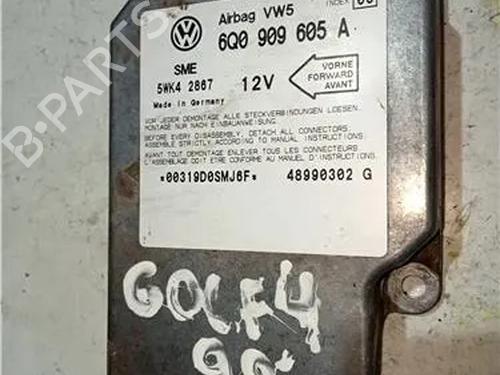 Airbag VW5
INDEX
6Q0 909 605 A
SME
5WK4 2867
12V
VORNE
FORWARD
AVANT
Made in Germany
VOR JEDER DEMONTAGE ALLE STECKVERBINDUNGEN LOESEN.
MONTAGE NUR NACH EINBAUANWEISUNG.
BEFORE EVERY DISASSEMBLY, DETACH ALL CONNECTORS.
ASSEMBLE STRICTLY ACCORDING TO MANUAL INSTRUCTIONS
AVANT TOUT DEMONTAGE ENLEVER TOUS LES CONNECTEURS.
L'ASSEMBLAGE DOIT ETRE CONFORME AU MANUEL D'INSTRUCTIONS
*00319D0SMJ6F* 48990302 G
GOLF4
90.
B-PARTS